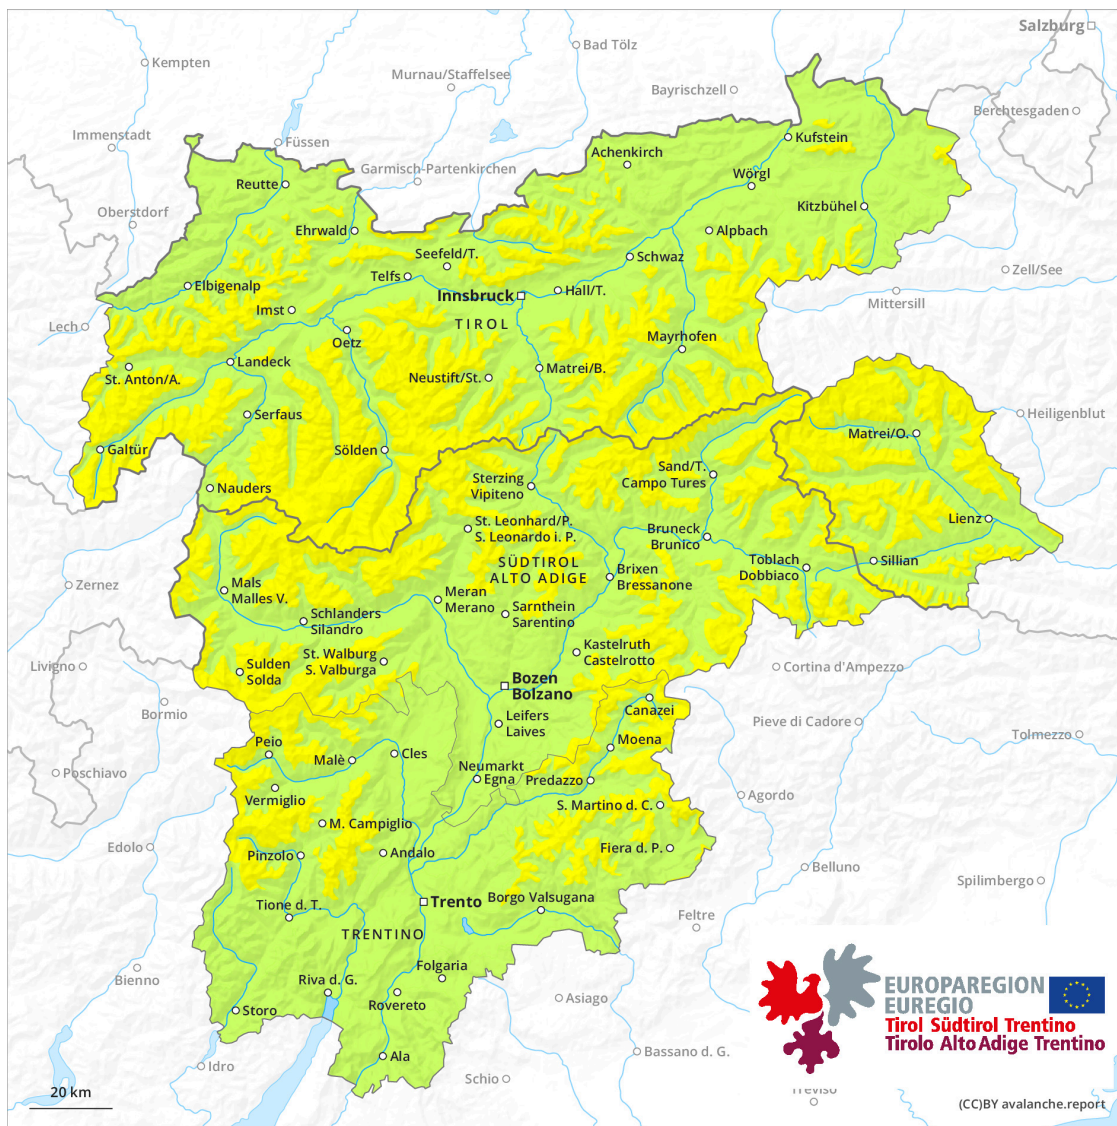 Salzburg
Bad Tölz
Kempten
Murnau/Staffelsee
Bayrischzell
Berchtesgaden
Immenstadt
Füssen
Kufstein
Achenkirch
Garmisch-Partenkirchen
Wörgl
Reutte
Oberstdorf
Kitzbühel
Ehrwald
Alpbach
Seefeld/T.
Schwaz
Zell/See
Telfs
Elbigenalp
Hall/T.
Innsbruck
Mittersill
Imst
TIROL
Lech
Oetz
Mayrhofen
Landeck
Matrei/B.
St. Anton/A.
Neustift/St.
Serfaus
Heiligenblut
Matrei/O.
Galtür
Sölden
Sand/T.
Campo Tures
Sterzing
Vipiteno
Nauders
Lienz
St. Leonhard/P.
S. Leonardo i. P.
Bruneck
Brunico
SÜDTIROL
ALTO ADIGE
Toblach
Dobbiaco
Sillian
Brixen
Bressanone
Zernez
Mals
Malles V.
Meran
Merano
Sarnthein
Sarentino
Schlanders
Silandro
Kastelruth
Castelrotto
St. Walburg
S. Valburga
Livigno
Sulden
Solda
Cortina d'Ampezzo
Bozen
Bolzano
Bormio
Canazei
Leifers
Laives
Pieve di Cadore
Tolmezzo
Moena
Peio
Cles
Malè
Neumarkt
Egna
Poschiavo
Predazzo
Vermiglio
Agordo
S. Martino d. C.
M. Campiglio
Edolo
Fiera d. P.
Pinzolo
Andalo
Belluno
Spilimbergo
Borgo Valsugana
Trento
Tione d. T.
Feltre
TRENTINO
Folgaria
Bienno
Riva d. G.
EUROPAREGION
EUREGIO
Asiago
Rovereto
Storo
Tirol Südtirol Trentino
Tirolo Alto Adige Trentino
Ala
Bassano d. G.
Idro
Schio
Treviso
20 km
(CC)BY avalanche.report